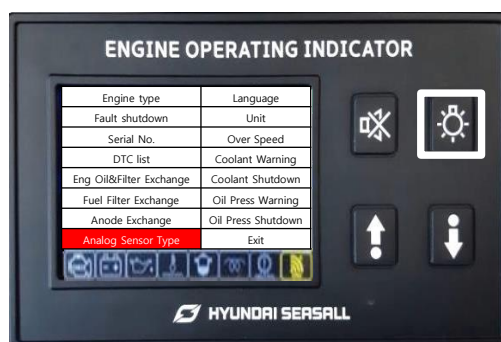 ENGINE OPERATING INDICATOR
Engine type Language
Fault shutdown Unit
Serial No. Over Speed
DTC list Coolant Warning
Eng Oil&Filter Exchange Coolant Shutdown
Fuel Filter Exchange Oil Press Warning
Anode Exchange Oil Press Shutdown
Analog Sensor Type Exit
HYUNDAI SEASALL